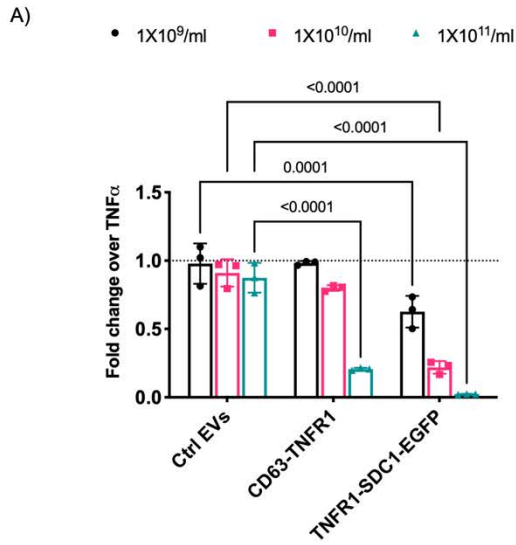 A)
1X10⁹/ml 1X10¹⁰/ml 1X10¹¹/ml
<0.0001
<0.0001
0.0001
<0.0001
Fold change over TNFα
1.5
1.0
0.5
0.0
Ctrl EVs
CD63-TNFR1
TNFR1-SDC1-EGFP